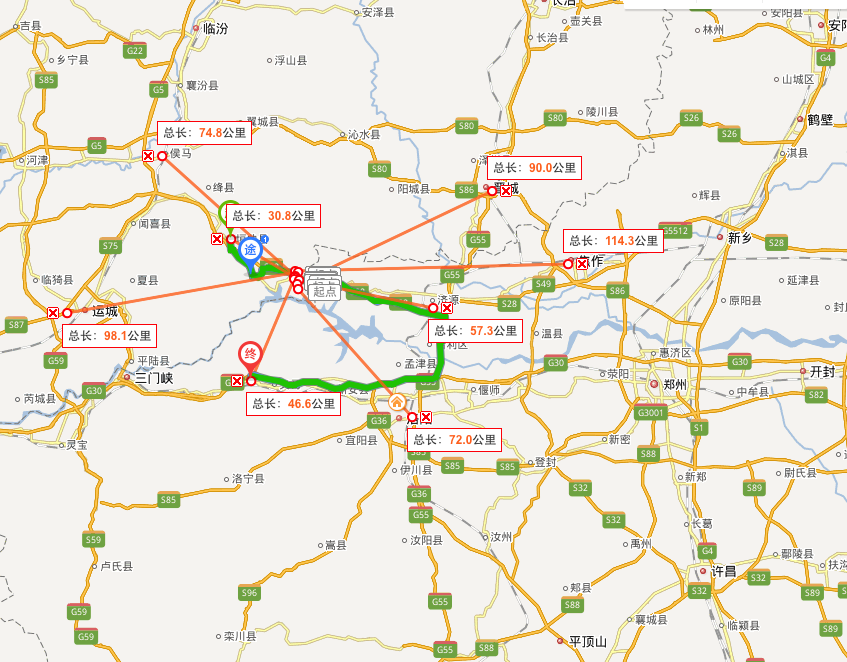 安泽县
长治
吉县
临汾
壶关县
林州
安阳县
安阳
长治县
G22
乡宁县
浮山县
G4
S85
襄汾县
G5
山城区
陵川县
鹤壁
S80
S80
S26
S26
翼城县
沁水县
总长：74.8公里
G5
侯马
河津
淇县
总长：90.0公里
S80
绛县
阳城县
S86
晋城
辉县
总长：30.8公里
闻喜县
G5512
新乡
S75
S55
总长：114.3公里
S28
途
焦作
临猗县
夏县
G55
S49
S86
延津县
起点
济源
S28
原阳县
运城
S87
总长：98.1公里
总长：57.3公里
温县
终
平陆县
G59
孟津县
G30
惠济区
G30
三门峡
荥阳
郑州
开封
G30
偃师
中牟县
S82
芮城县
总长：46.6公里
G3001
G36
S1
灵宝
宜阳县
总长：72.0公里
新密
S88
伊川县
S85
S85
登封
洛宁县
新郑
尉氏县
S32
S89
S85
G36
G55
S32
长葛
S59
汝阳县
汝州
禹州
G4
鄢陵县
卢氏县
嵩县
许昌
S32
扶沟
S96
郏县
S32
S89
G59
G55
S88
襄城县
临颍县
S89
G59
栾川县
平顶山
G55
S88